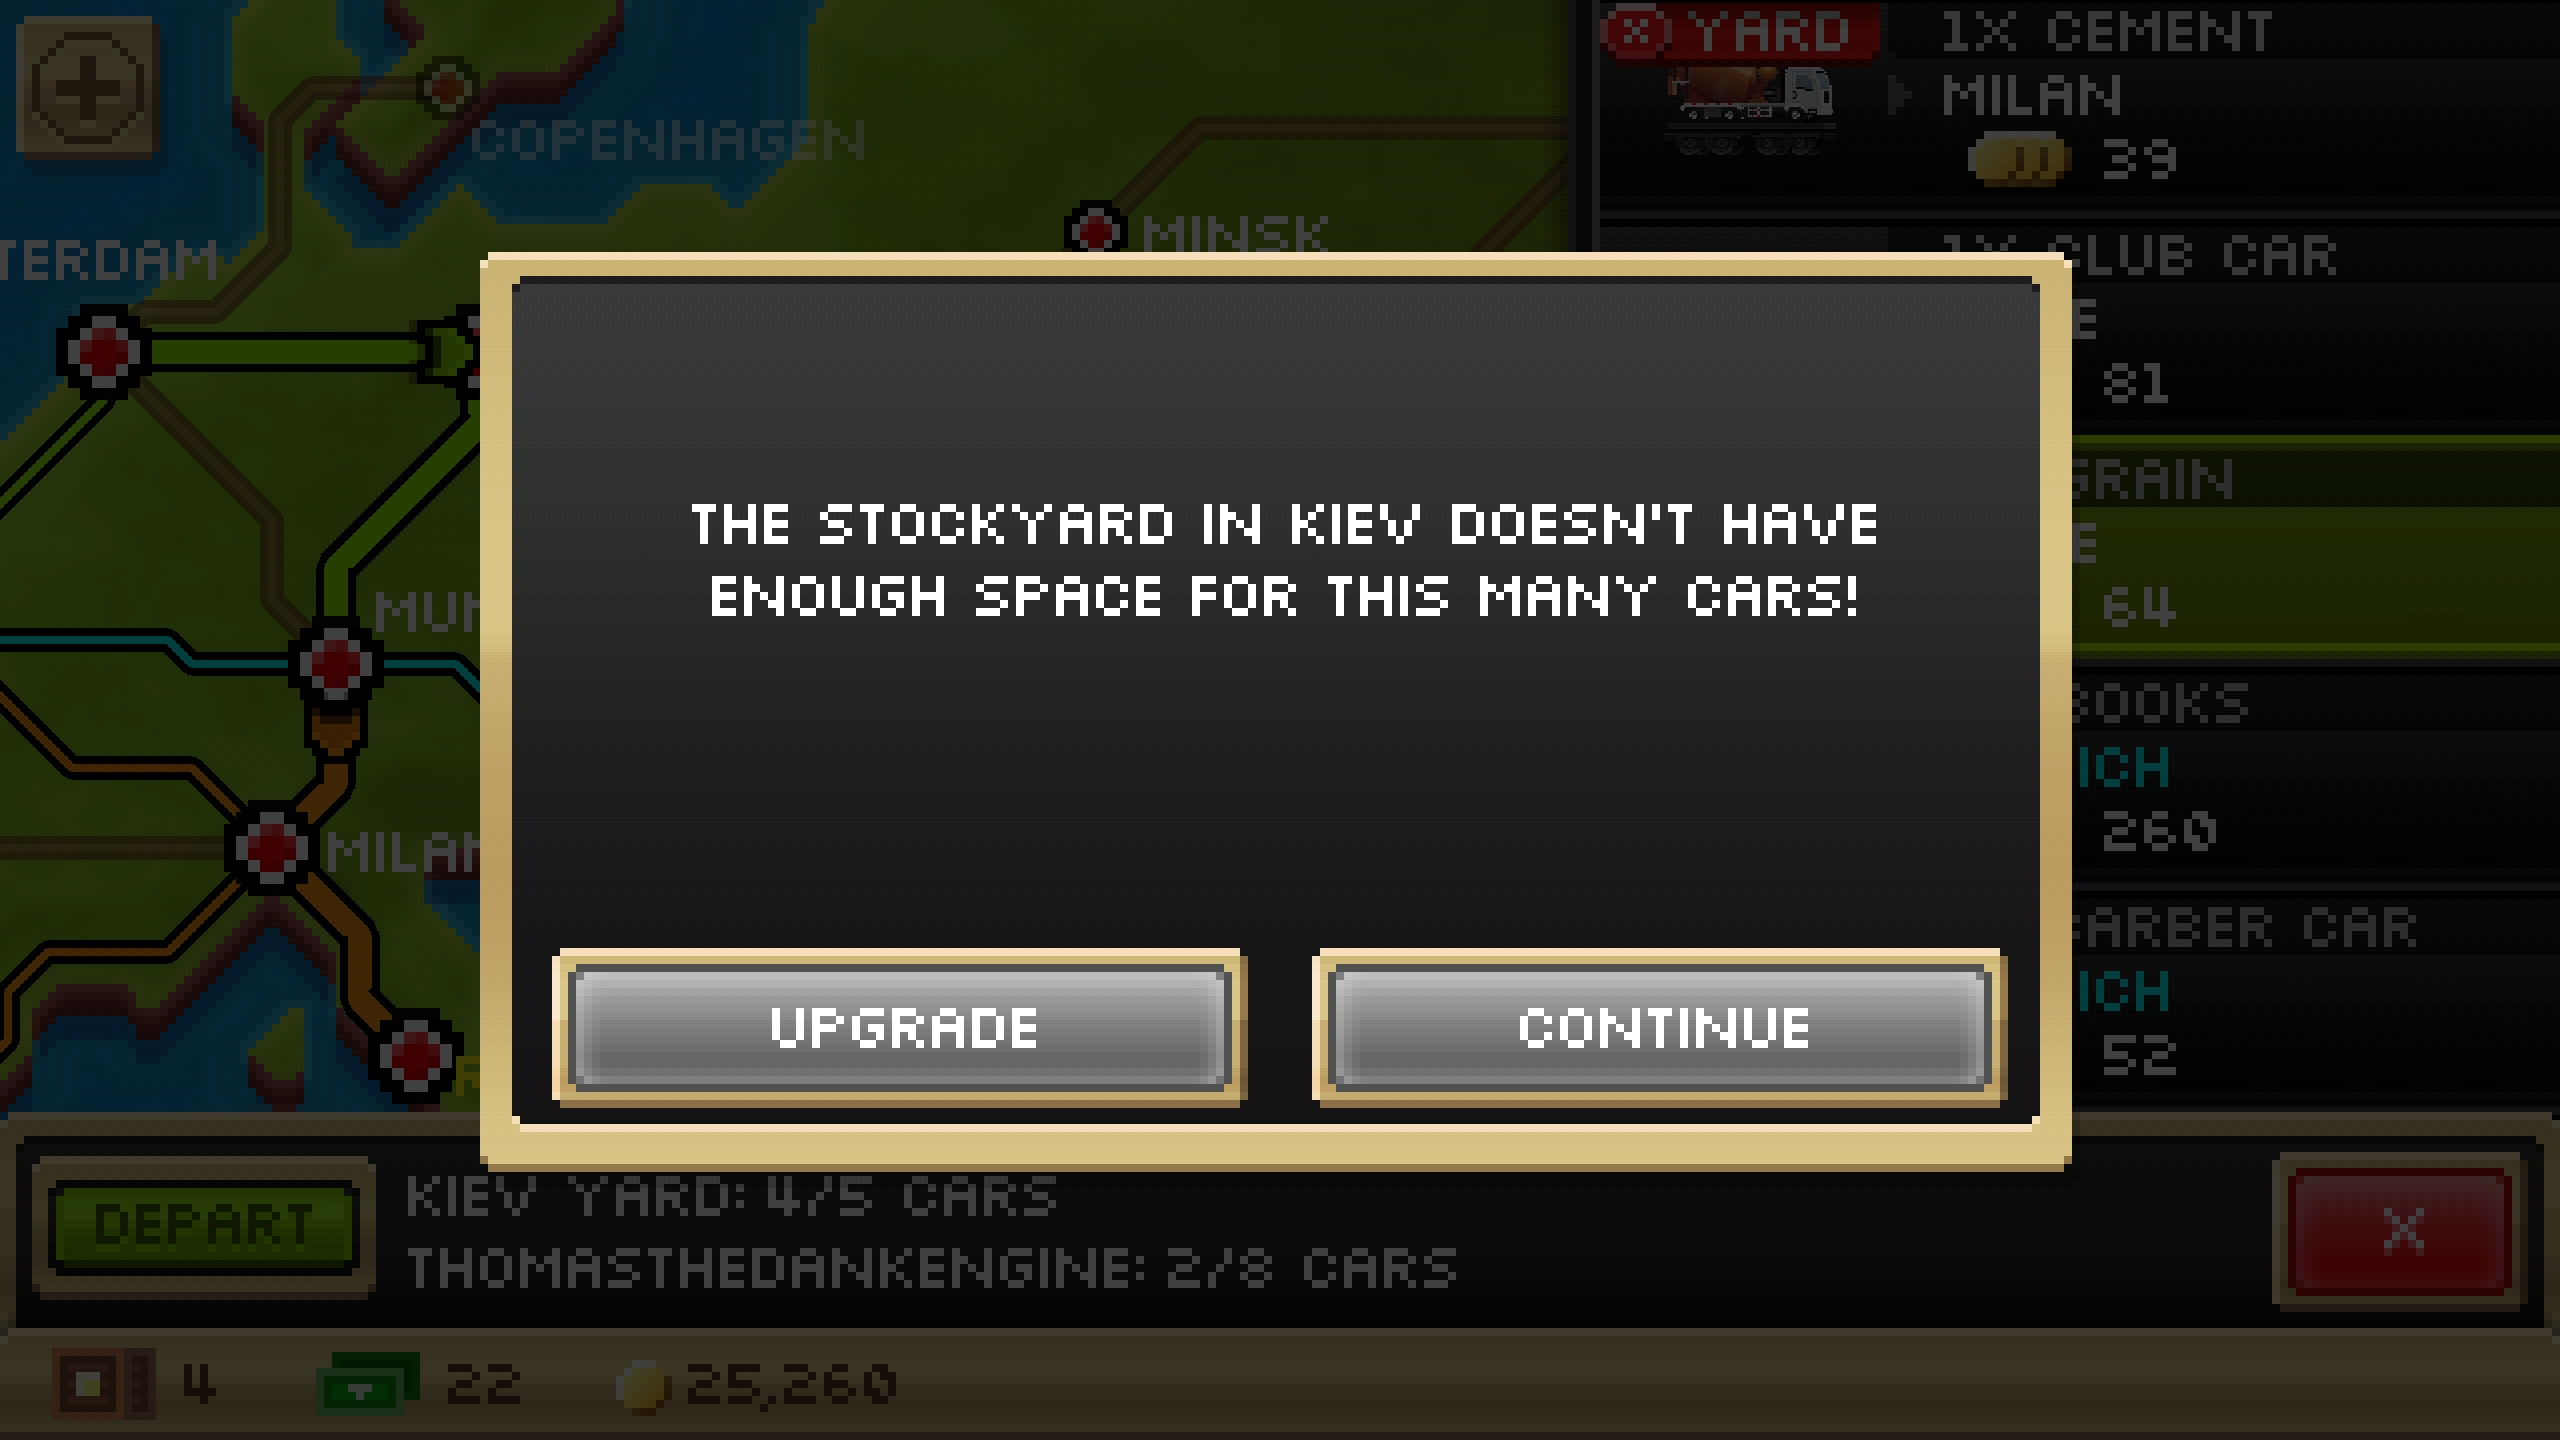 YARD
1X CEMENT
MILAN
39
COPENHAGEN
MINSK
TERDAM
1X CLUB CAR
E
81
GRAIN
E
64
THE STOCKYARD IN KIEV DOESN'T HAVE
ENOUGH SPACE FOR THIS MANY CARS!
MUN
BOOKS
ICH
260
MILAN
BARBER CAR
ICH
52
UPGRADE
CONTINUE
DEPART
KIEV YARD: 4/5 CARS
THOMASTHEDANKENGINE: 2/8 CARS
X
4
22
25,260